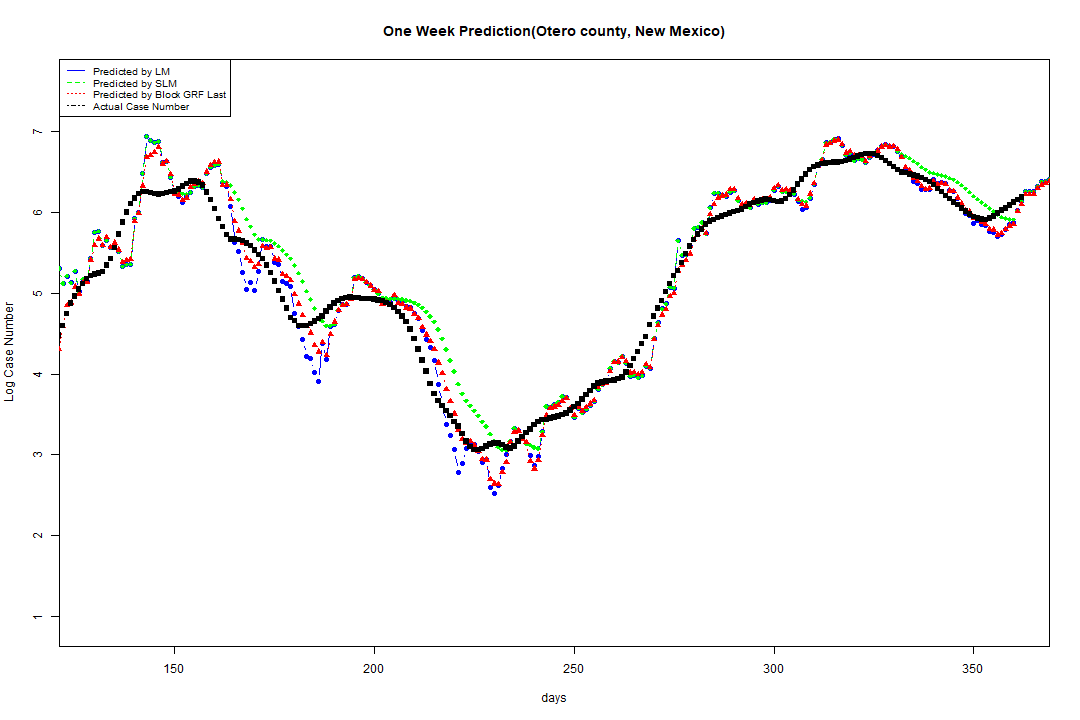 One Week Prediction(Otero county, New Mexico)
Predicted by LM
Predicted by SLM
Predicted by Block GRF Last
Actual Case Number
7
6
5
4
3
2
1
Log Case Number
150 200 250 300 350
days